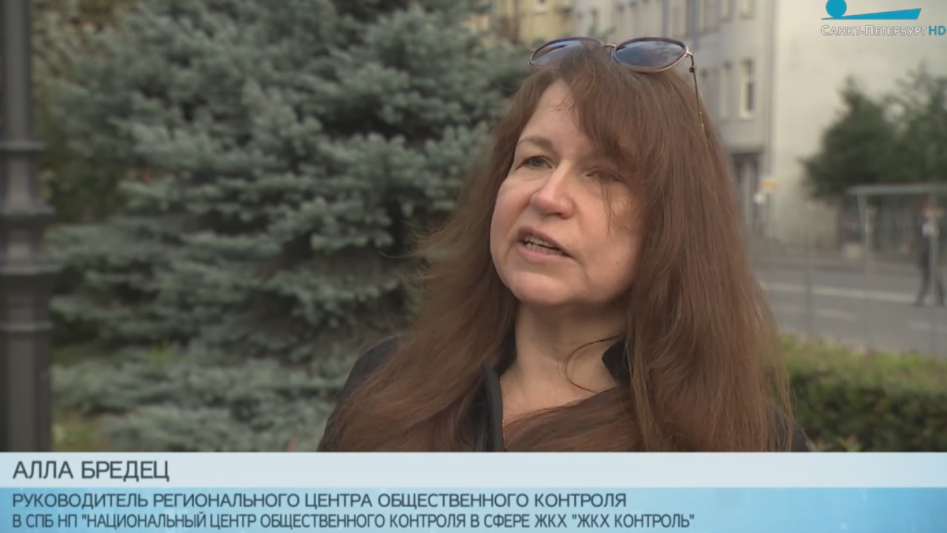 САНКТ-ПЕТЕРБУРГ HD
АЛЛА БРЕДЕЦ
РУКОВОДИТЕЛЬ РЕГИОНАЛЬНОГО ЦЕНТРА ОБЩЕСТВЕННОГО КОНТРОЛЯ
В СПБ НП "НАЦИОНАЛЬНЫЙ ЦЕНТР ОБЩЕСТВЕННОГО КОНТРОЛЯ В СФЕРЕ ЖКХ "ЖКХ КОНТРОЛЬ"